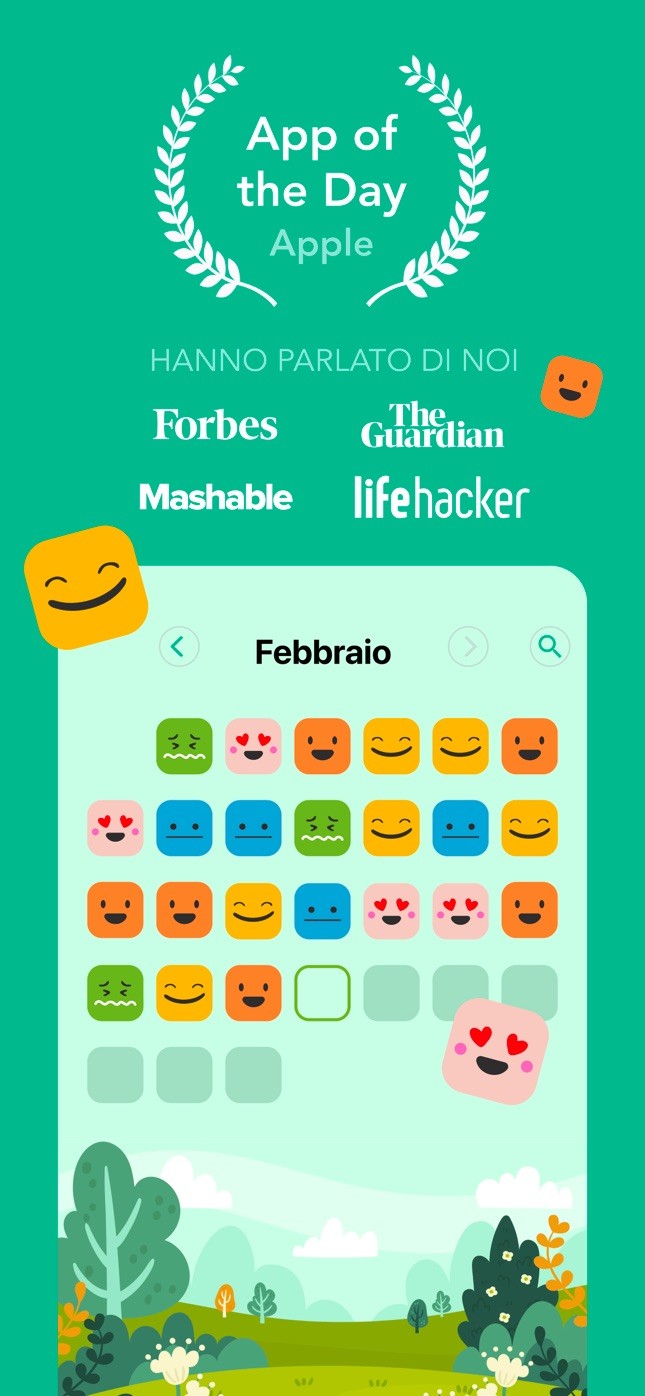 App of
the Day
Apple
HANNO PARLATO DI NOI
Forbes
The
Guardian
Mashable
lifehacker
Febbraio